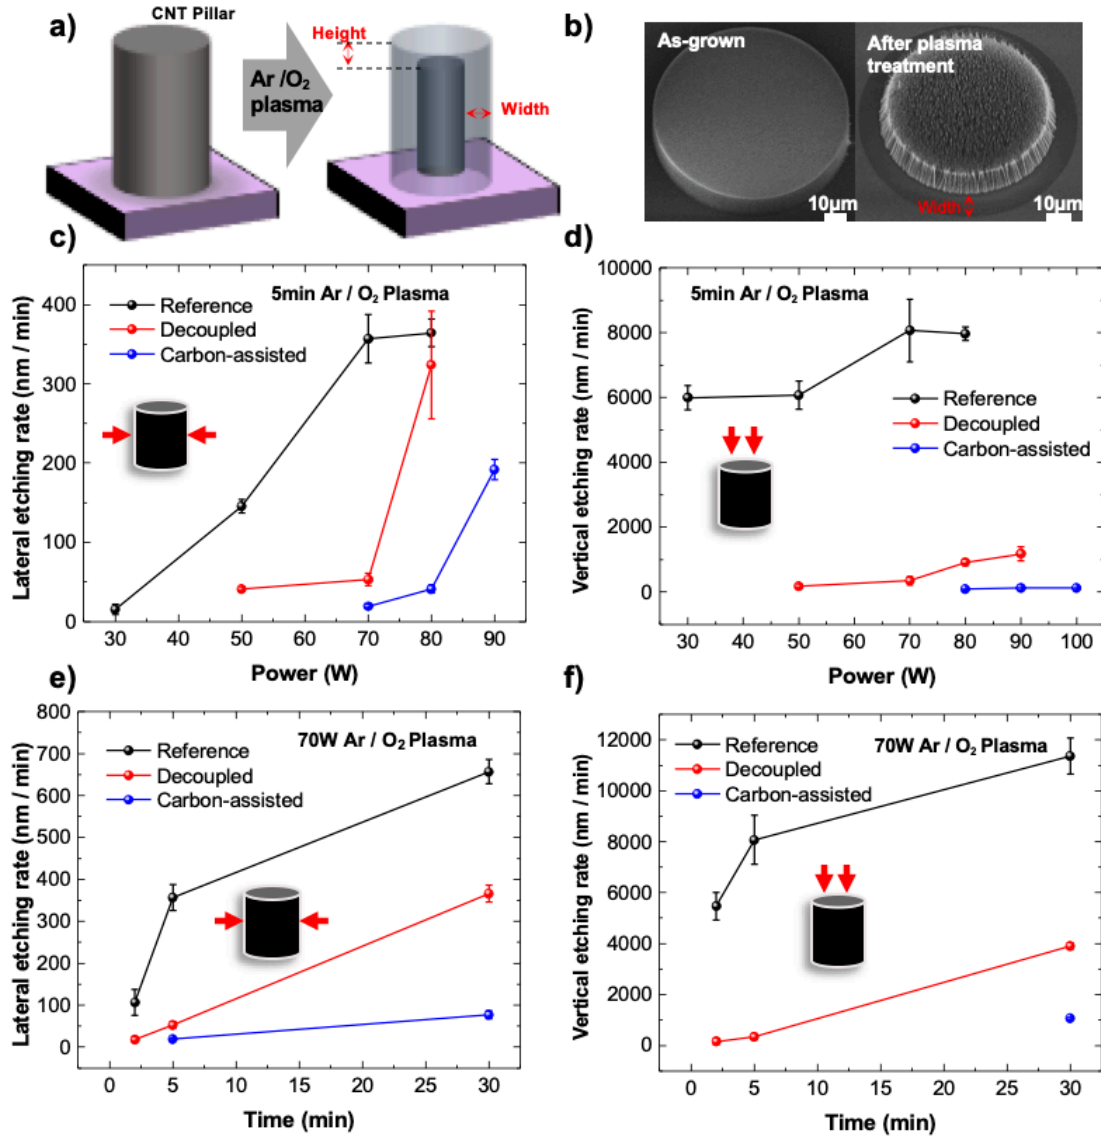 a)
CNT Pillar
Height
Ar /O2
plasma
Width
b)
As-grown
10µm
After plasma
treatment
Width
10µm
c)
5min Ar / O2 Plasma
Reference
Decoupled
Carbon-assisted
Lateral etching rate (nm / min)
400
300
200
100
0
30 40 50 60 70 80 90
Power (W)
d)
5min Ar / O2 Plasma
Reference
Decoupled
Carbon-assisted
Vertical etching rate (nm / min)
10000
8000
6000
4000
2000
0
30 40 50 60 70 80 90 100
Power (W)
e)
70W Ar / O2 Plasma
Reference
Decoupled
Carbon-assisted
Lateral etching rate (nm / min)
800
700
600
500
400
300
200
100
0
0 5 10 15 20 25 30
Time (min)
f)
70W Ar / O2 Plasma
Reference
Decoupled
Carbon-assisted
Vertical etching rate (nm / min)
12000
10000
8000
6000
4000
2000
0
0 5 10 15 20 25 30
Time (min)